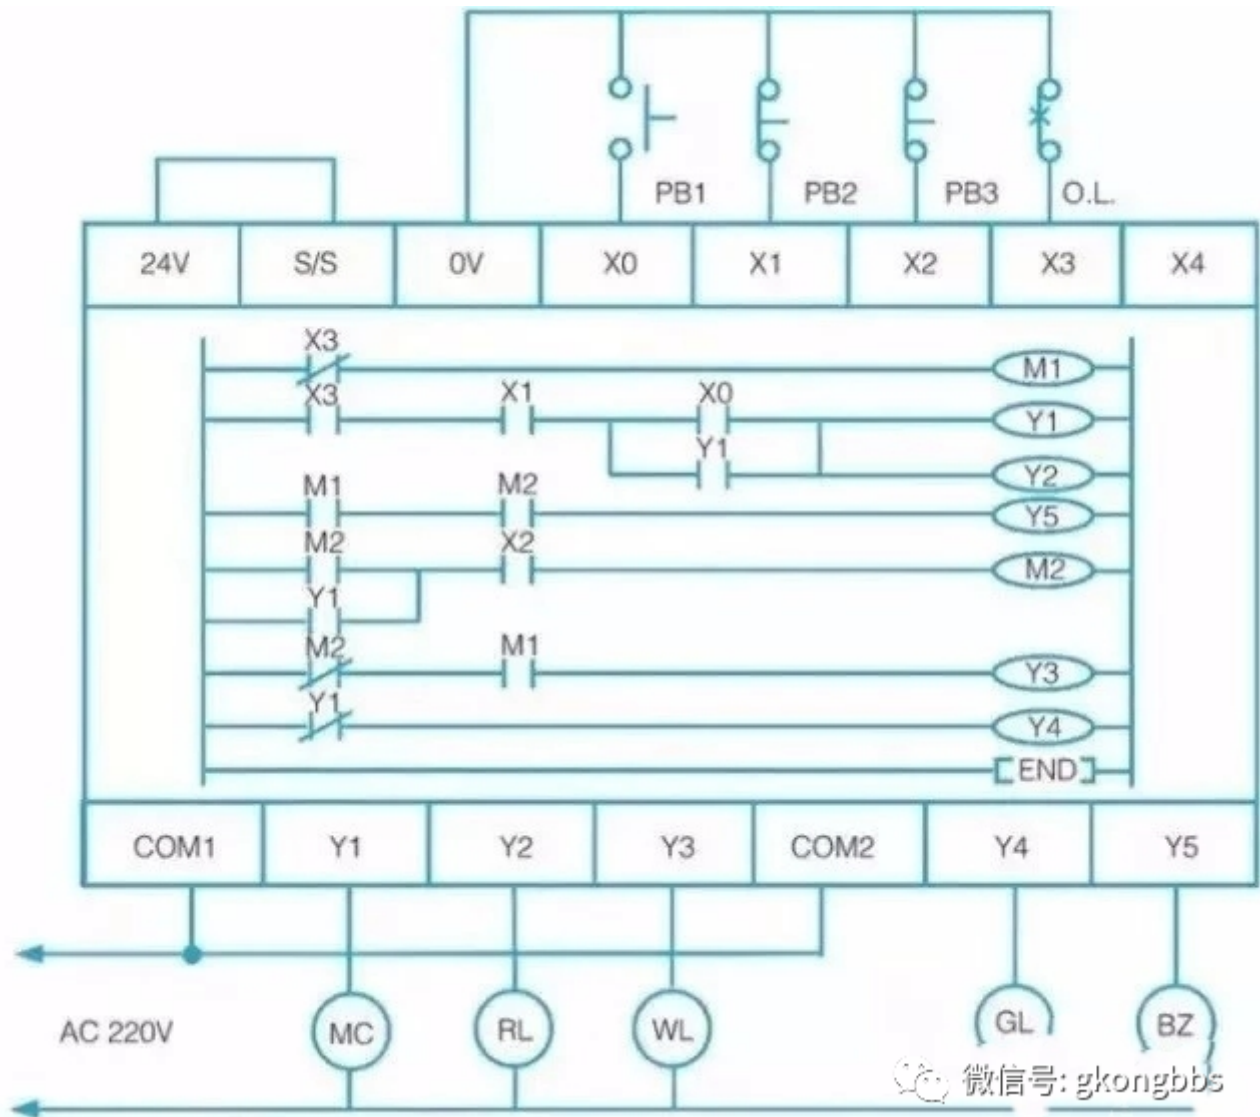 PB1 PB2 PB3 O.L.
24V S/S 0V X0 X1 X2 X3 X4
X3
M1
X3 X1 X0
Y1
Y1
Y2
M1 M2
Y5
M2 X2
M2
Y1
M2 M1
Y3
Y1
Y4
END
COM1 Y1 Y2 Y3 COM2 Y4 Y5
AC 220V MC RL WL GL BZ
微信号: gkongbbs